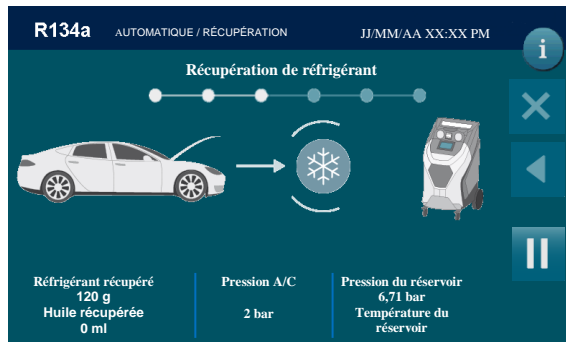 R134a AUTOMATIQUE / RÉCUPÉRATION JJ/MM/AA XX:XX PM
i
Récupération de réfrigérant
Réfrigérant récupéré
120 g
Huile récupérée
0 ml
Pression A/C
2 bar
Pression du réservoir
6,71 bar
Température du
réservoir